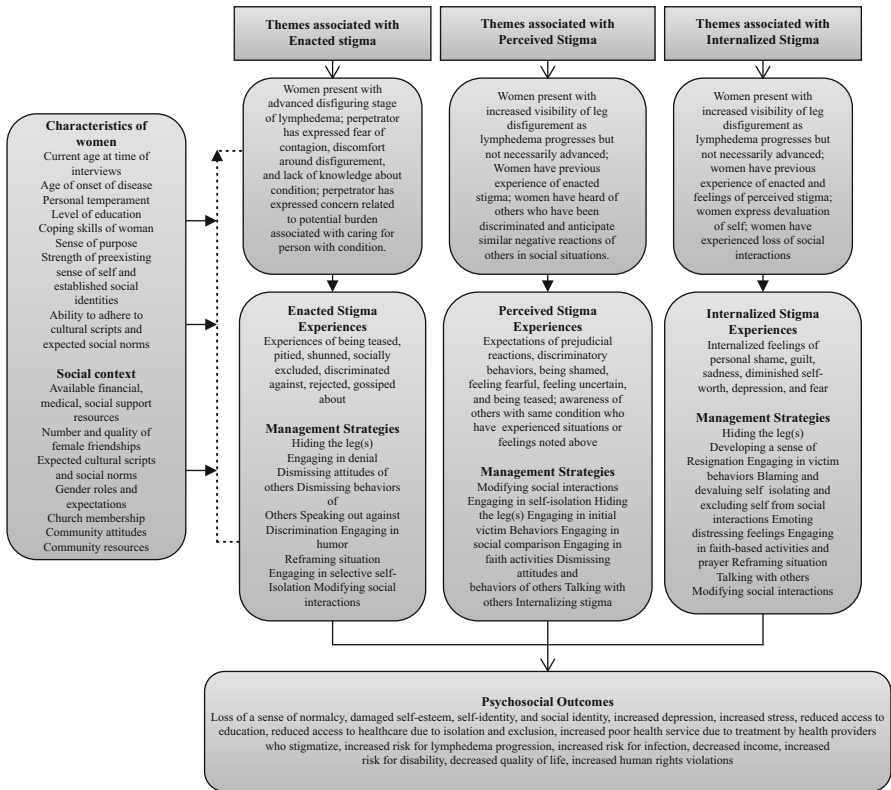 Themes associated with
Enacted stigma
Themes associated with
Perceived Stigma
Themes associated with
Internalized Stigma
Characteristics of
women
Current age at time of
interviews
Age of onset of disease
Personal temperament
Level of education
Coping skills of woman
Sense of purpose
Strength of preexisting
sense of self and
established social
identities
Ability to adhere to
cultural scripts and
expected social norms
Social context
Available financial,
medical, social support
resources
Number and quality of
female friendships
Expected cultural scripts
and social norms
Gender roles and
expectations
Church membership
Community attitudes
Community resources
Women present with
advanced disfiguring stage
of lymphedema; perpetrator
has expressed fear of
contagion, discomfort
around disfigurement,
and lack of knowledge about
condition; perpetrator has
expressed concern related
to potential burden
associated with caring for
person with condition.
Women present with
increased visibility of leg
disfigurement as
lymphedema progresses but
not necessarily advanced;
Women have previous
experience of enacted
stigma; women have heard of
others who have been
discriminated and anticipate
similar negative reactions of
others in social situations.
Women present with
increased visibility of leg
disfigurement as
lymphedema progresses but
not necessarily advanced;
women have previous
experience of enacted and
feelings of perceived stigma;
women express devaluation
of self; women have
experienced loss of social
interactions
Enacted Stigma
Experiences
Experiences of being teased,
pitied, shunned, socially
excluded, discriminated
against, rejected, gossiped
about
Management Strategies
Hiding the leg(s)
Engaging in denial
Dismissing attitudes of
others Dismissing behaviors
of
Others Speaking out against
Discrimination Engaging in
humor
Reframing situation
Engaging in selective self-
Isolation Modifying social
interactions
Perceived Stigma
Experiences
Expectations of prejudicial
reactions, discriminatory
behaviors, being shamed,
feeling fearful, feeling uncertain,
and being teased; awareness of
others with same condition who
have experienced situations or
feelings noted above
Management Strategies
Modifying social interactions
Engaging in self-isolation Hiding
the leg(s) Engaging in initial
victim Behaviors Engaging in
social comparison Engaging in
faith activities Dismissing
attitudes and
behaviors of others Talking with
others Internalizing stigma
Internalized Stigma
Experiences
Internalized feelings of
personal shame, guilt,
sadness, diminished self-
worth, depression, and fear
Management Strategies
Hiding the leg(s)
Developing a sense of
Resignation Engaging in victim
behaviors Blaming and
devaluing self isolating and
excluding self from social
interactions Emoting
distressing feelings Engaging
in faith-based activities and
prayer Reframing situation
Talking with others
Modifying social interactions
Psychosocial Outcomes
Loss of a sense of normalcy, damaged self-esteem, self-identity, and social identity, increased depression, increased stress, reduced access to
education, reduced access to healthcare due to isolation and exclusion, increased poor health service due to treatment by health providers
who stigmatize, increased risk for lymphedema progression, increased risk for infection, decreased income, increased
risk for disability, decreased quality of life, increased human rights violations